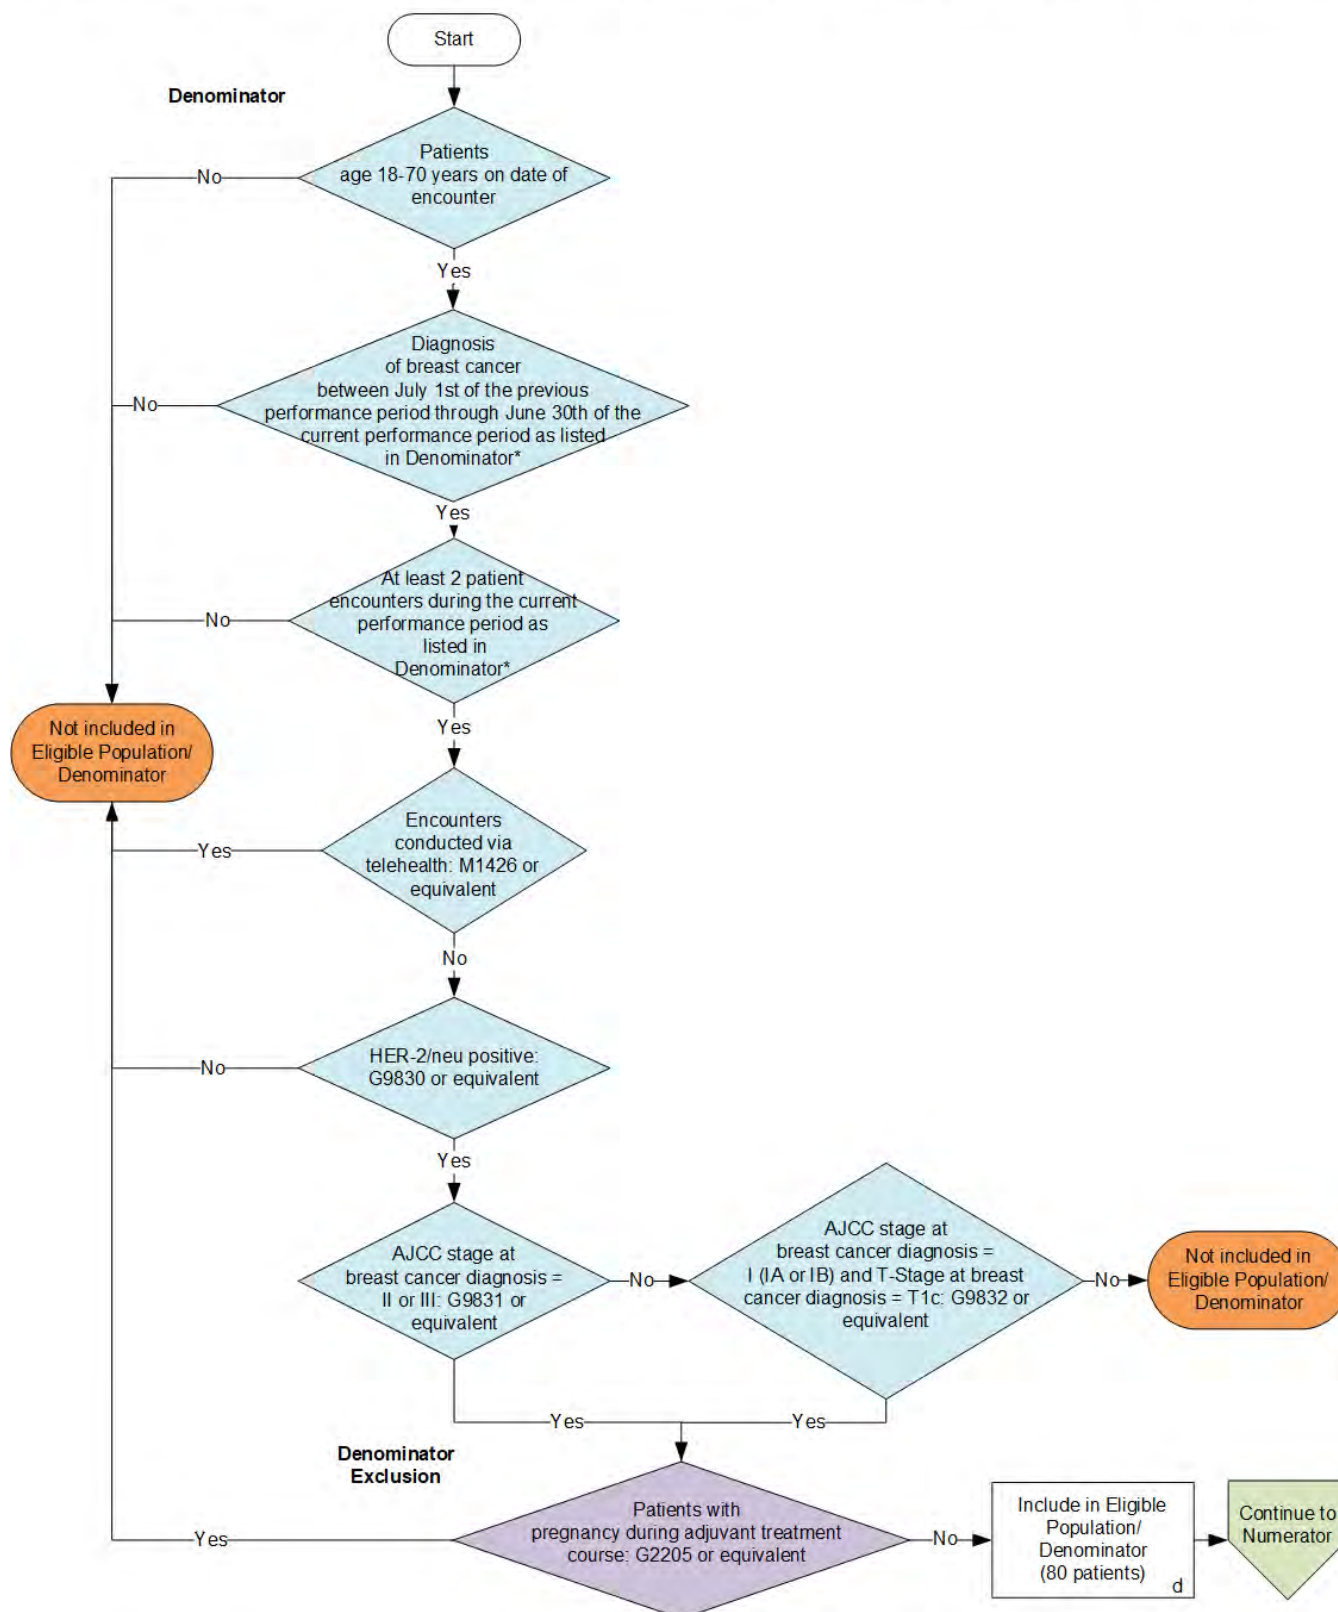 Start
Denominator
Patients
age 18-70 years on date of
encounter
No
Yes
Diagnosis
of breast cancer
between July 1st of the previous
performance period through June 30th of the
current performance period as listed
in Denominator*
No
Yes
At least 2 patient
encounters during the current
performance period as
listed in
Denominator*
No
Yes
Not included in
Eligible Population/
Denominator
Encounters
conducted via
telehealth: M1426 or
equivalent
Yes
No
HER-2/neu positive:
G9830 or equivalent
No
Yes
AJCC stage at
breast cancer diagnosis =
II or III: G9831 or
equivalent
No
AJCC stage at
breast cancer diagnosis =
I (IA or IB) and T-Stage at breast
cancer diagnosis = T1c: G9832 or
equivalent
No
Not included in
Eligible Population/
Denominator
Yes
Yes
Denominator
Exclusion
Patients with
pregnancy during adjuvant treatment
course: G2205 or equivalent
Yes
No
Include in Eligible
Population/
Denominator
(80 patients)
d
Continue to
Numerator